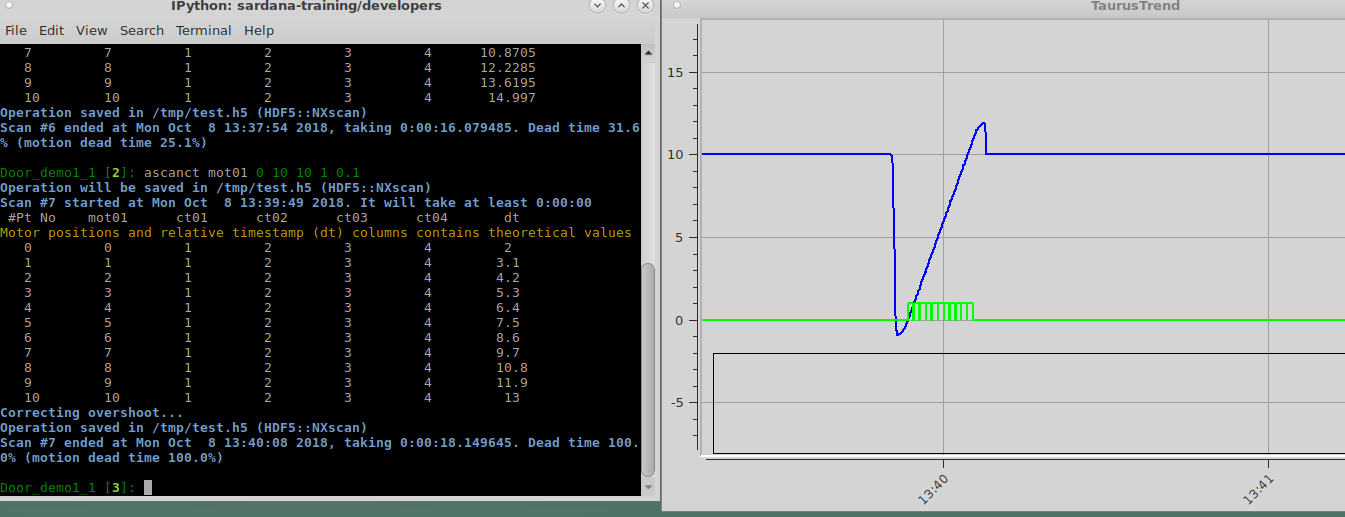 IPython: sardana-training/developers
File Edit View Search Terminal Help
7 7 1 2 3 4 10.8705
8 8 1 2 3 4 12.2285
9 9 1 2 3 4 13.6195
10 10 1 2 3 4 14.997
Operation saved in /tmp/test.h5 (HDF5::NXscan)
Scan #6 ended at Mon Oct  8 13:37:54 2018, taking 0:00:16.079485. Dead time 31.6
% (motion dead time 25.1%)
Door_demo1_1 [2]: ascanct mot01 0 10 10 1 0.1
Operation will be saved in /tmp/test.h5 (HDF5::NXscan)
Scan #7 started at Mon Oct  8 13:39:49 2018. It will take at least 0:00:00
#Pt No mot01 ct01 ct02 ct03 ct04 dt
Motor positions and relative timestamp (dt) columns contains theoretical values
0 0 1 2 3 4 2
1 1 1 2 3 4 3.1
2 2 1 2 3 4 4.2
3 3 1 2 3 4 5.3
4 4 1 2 3 4 6.4
5 5 1 2 3 4 7.5
6 6 1 2 3 4 8.6
7 7 1 2 3 4 9.7
8 8 1 2 3 4 10.8
9 9 1 2 3 4 11.9
10 10 1 2 3 4 13
Correcting overshoot...
Operation saved in /tmp/test.h5 (HDF5::NXscan)
Scan #7 ended at Mon Oct  8 13:40:08 2018, taking 0:00:18.149645. Dead time 100.
0% (motion dead time 100.0%)
Door_demo1_1 [3]:
TaurusTrend
15
10
5
0
-5
13:40
13:41